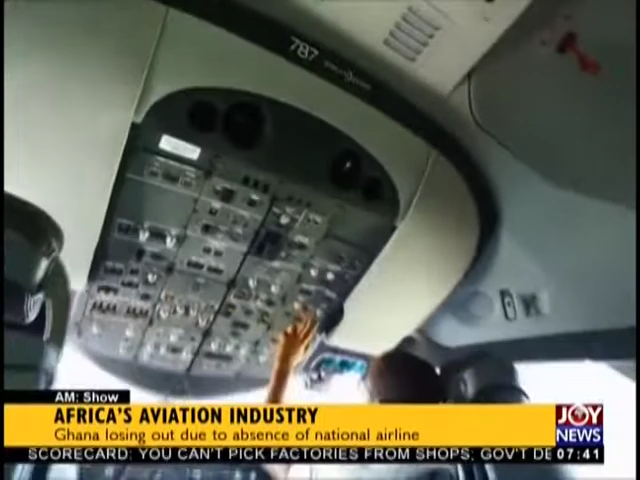 787
AM: Show
AFRICA'S AVIATION INDUSTRY
Ghana losing out due to absence of national airline
JOY
NEWS
SCORECARD: YOU CAN'T PICK FACTORIES FROM SHOPS; GOV'T DE
07:41